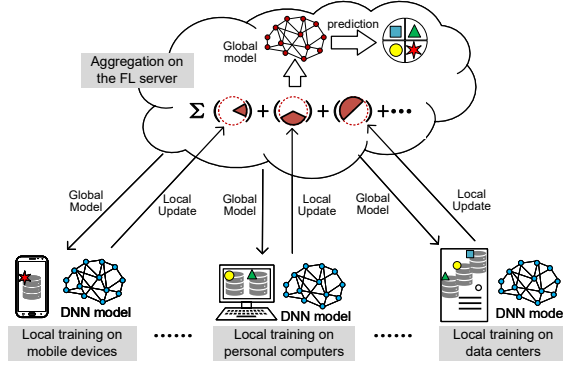 prediction
Global
model
Aggregation on
the FL server
Σ ( ) + ( ) + ( ) +•••
Global
Model
Local
Update
Global
Model
Local
Update
Global
Model
Local
Update
DNN model
DNN model
DNN model
Local training on
mobile devices
••••••
Local training on
personal computers
••••••
Local training on
data centers